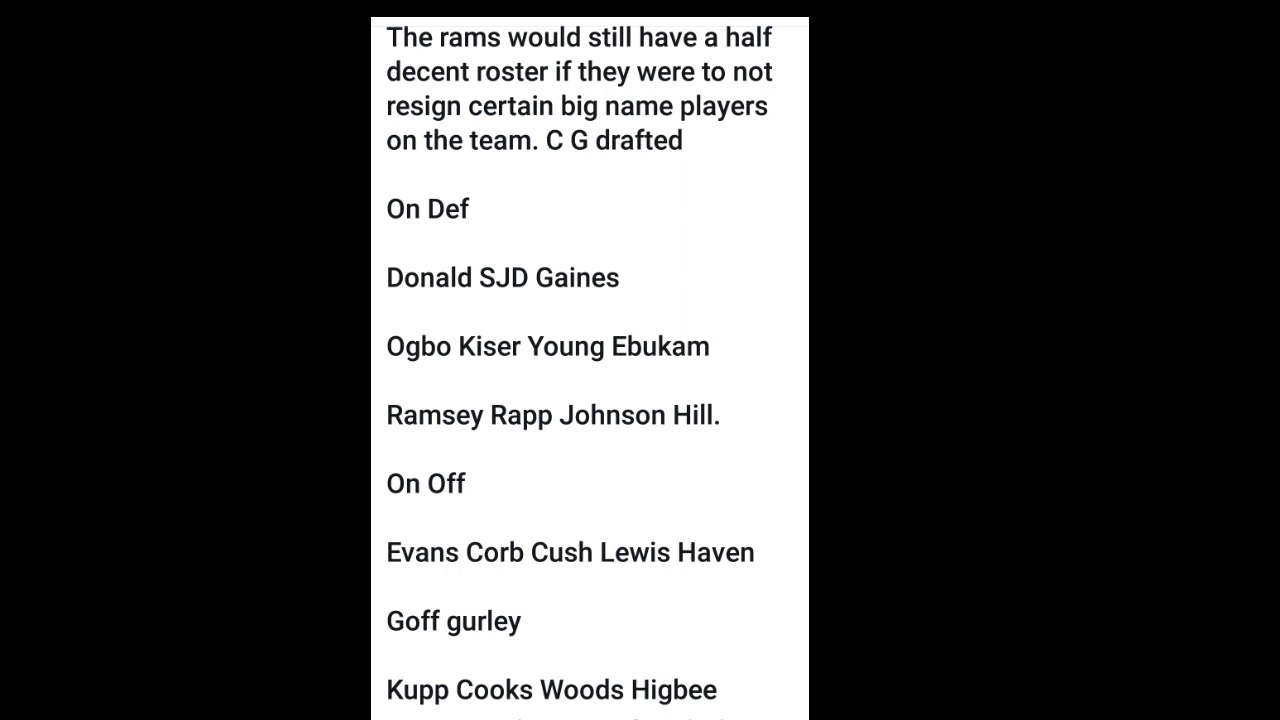 The rams would still have a half
decent roster if they were to not
resign certain big name players
on the team. C G drafted
On Def
Donald SJD Gaines
Ogbo Kiser Young Ebukam
Ramsey Rapp Johnson Hill.
On Off
Evans Corb Cush Lewis Haven
Goff gurley
Kupp Cooks Woods Higbee